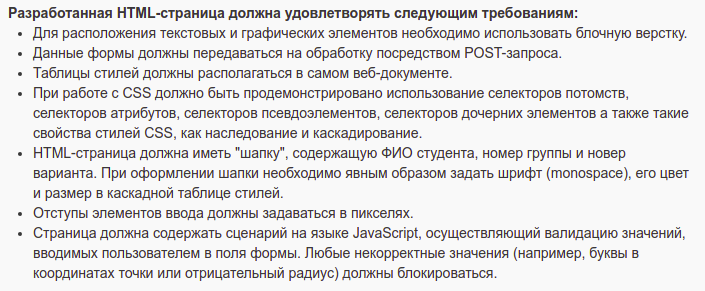 Разработанная HTML-страница должна удовлетворять следующим требованиям:
• Для расположения текстовых и графических элементов необходимо использовать блочную верстку.
• Данные формы должны передаваться на обработку посредством POST-запроса.
• Таблицы стилей должны располагаться в самом веб-документе.
• При работе с CSS должно быть продемонстрировано использование селекторов потомств,
селекторов атрибутов, селекторов псевдоэлементов, селекторов дочерних элементов а также такие
свойства стилей CSS, как наследование и каскадирование.
• HTML-страница должна иметь "шапку", содержащую ФИО студента, номер группы и новер
варианта. При оформлении шапки необходимо явным образом задать шрифт (monospace), его цвет
и размер в каскадной таблице стилей.
• Отступы элементов ввода должны задаваться в пикселях.
• Страница должна содержать сценарий на языке JavaScript, осуществляющий валидацию значений,
вводимых пользователем в поля формы. Любые некорректные значения (например, буквы в
координатах точки или отрицательный радиус) должны блокироваться.